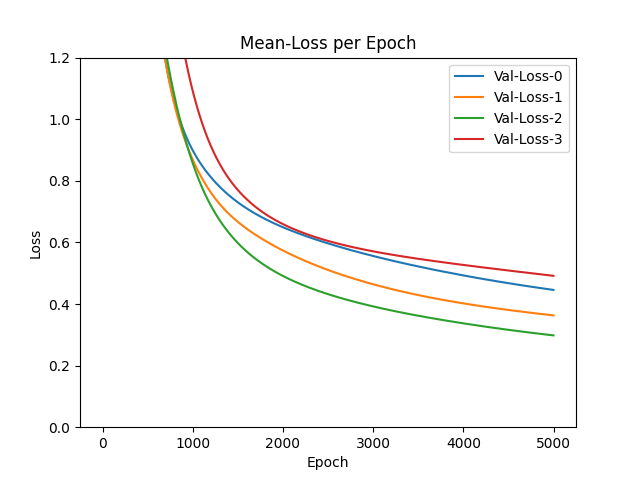 Mean-Loss per Epoch
Val-Loss-0
Val-Loss-1
Val-Loss-2
Val-Loss-3
Loss
1.2
1.0
0.8
0.6
0.4
0.2
0.0
0 1000 2000 3000 4000 5000
Epoch